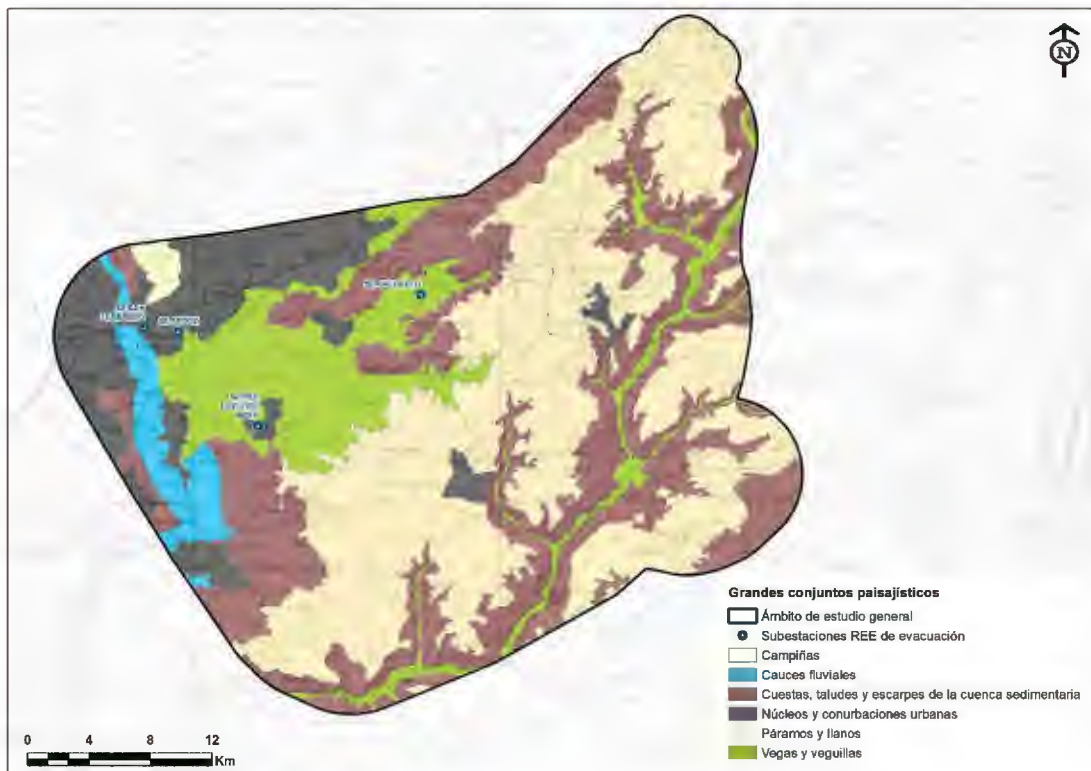 N
Grandes conjuntos paisajísticos
Ámbito de estudio general
Subestaciones REE de evacuación
Campiñas
Cauces fluviales
Cuestas, taludes y escarpes de la cuenca sedimentaria
Núcleos y conurbaciones urbanas
Páramos y llanos
Vegas y veguillas
0 4 8 12
Km